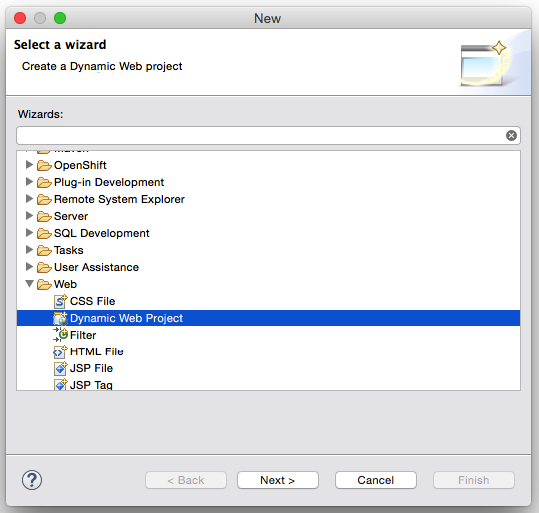 New
Select a wizard
Create a Dynamic Web project
Wizards:
Maven
OpenShift
Plug-in Development
Remote System Explorer
Server
SQL Development
Tasks
User Assistance
Web
CSS File
Dynamic Web Project
Filter
HTML File
JSP File
JSP Tag
?
< Back
Next >
Cancel
Finish